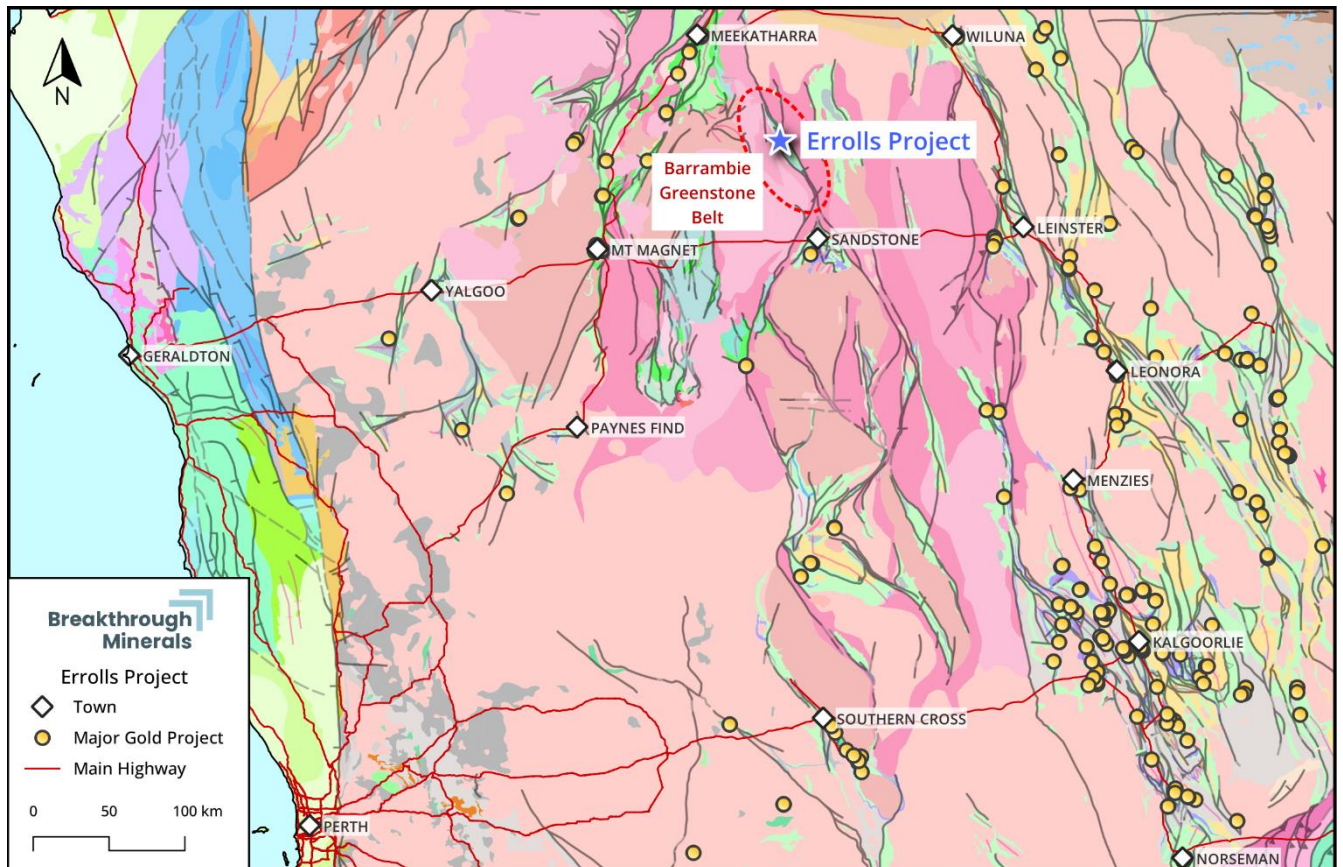 MEEKATHARRA
WILUNA
N
Errolls Project
Barrambie
Greenstone
Belt
LEINSTER
SANDSTONE
MT MAGNET
YALGOO
GERALDTON
LEONORA
PAYNES FIND
MENZIES
KALGOORLIE
SOUTHERN CROSS
PERTH
NORSEMAN
Breakthrough
Minerals
Errolls Project
Town
Major Gold Project
Main Highway
0 50 100 km